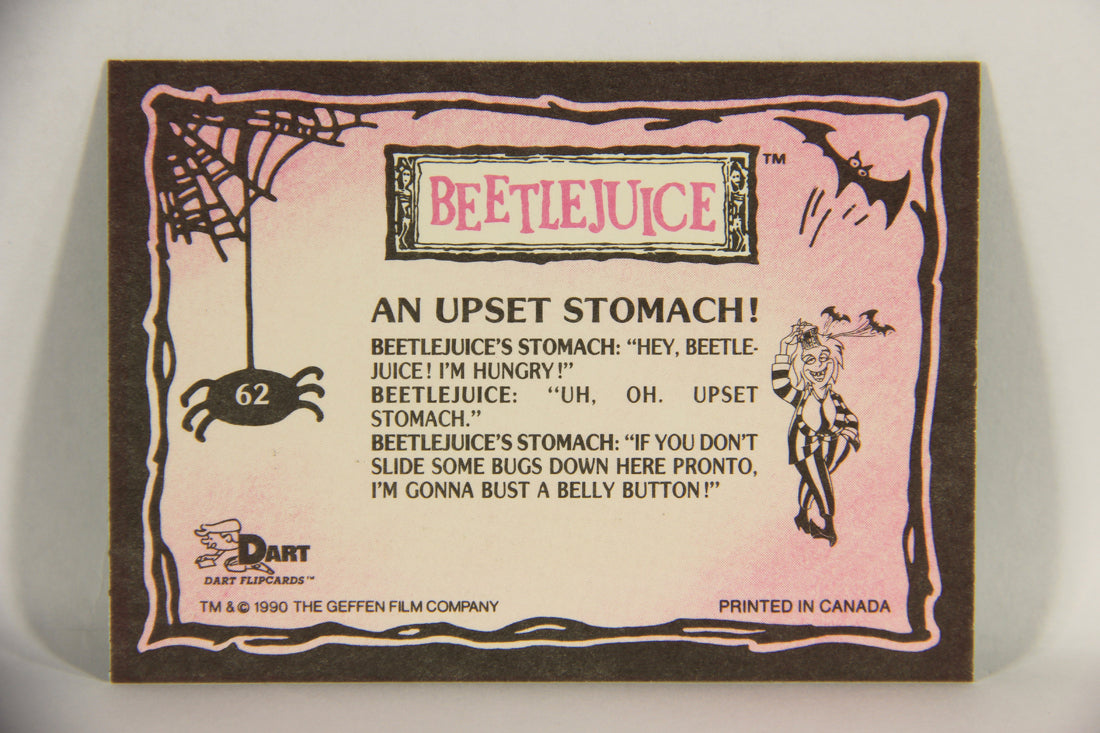 BEETLEJUICE ™
AN UPSET STOMACH!
BEETLEJUICE'S STOMACH: “HEY, BEETLE-
JUICE! I'M HUNGRY!”
BEETLEJUICE: “UH, OH. UPSET
STOMACH.”
BEETLEJUICE'S STOMACH: “IF YOU DON'T
SLIDE SOME BUGS DOWN HERE PRONTO,
I'M GONNA BUST A BELLY BUTTON!”
62
DART
DART FLIPCARDS™
TM & © 1990 THE GEFFEN FILM COMPANY
PRINTED IN CANADA